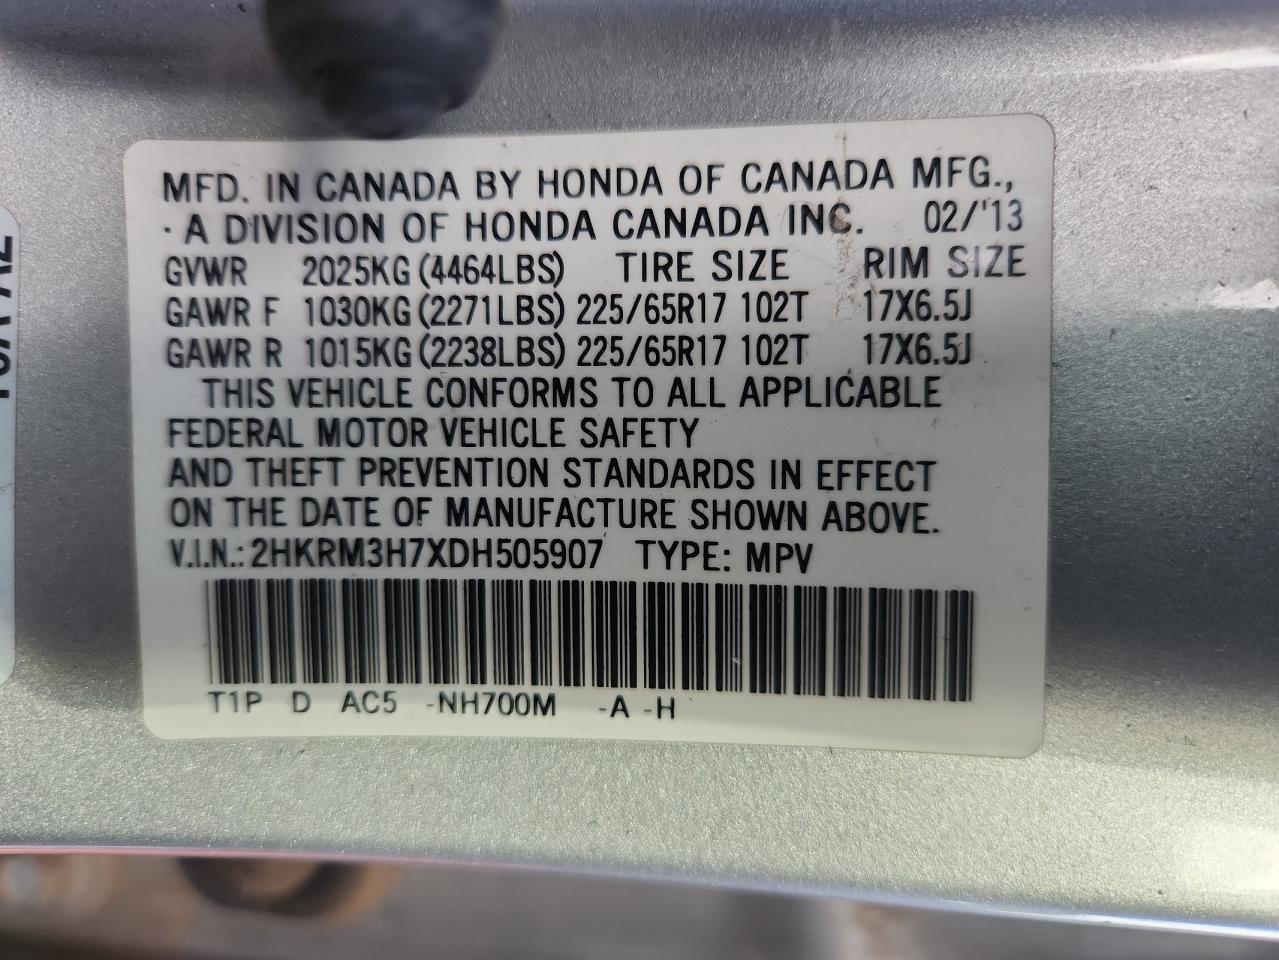 MFD. IN CANADA BY HONDA OF CANADA MFG.,
A DIVISION OF HONDA CANADA INC. 02/'13
GVWR 2025KG (4464LBS) TIRE SIZE RIM SIZE
GAWR F 1030KG (2271LBS) 225/65R17 102T 17X6.5J
GAWR R 1015KG (2238LBS) 225/65R17 102T 17X6.5J
THIS VEHICLE CONFORMS TO ALL APPLICABLE
FEDERAL MOTOR VEHICLE SAFETY
AND THEFT PREVENTION STANDARDS IN EFFECT
ON THE DATE OF MANUFACTURE SHOWN ABOVE.
V.I.N.: 2HKRM3H7XDH505907 TYPE: MPV
T1P D AC5 -NH700M -A -H